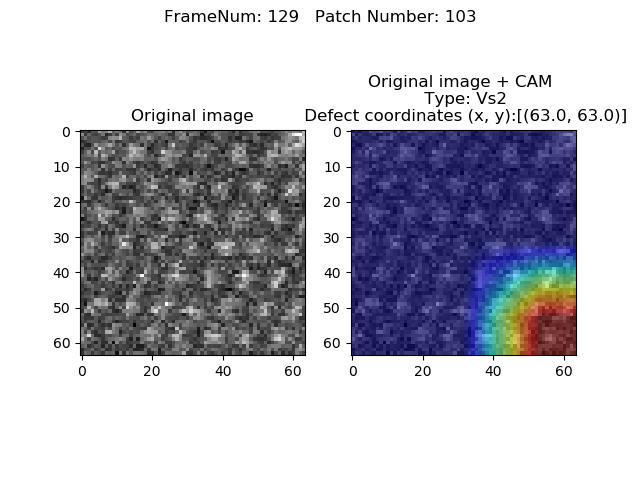 FrameNum: 129   Patch Number: 103
Original image
Original image + CAM
Type: Vs2
Defect coordinates (x, y):[(63.0, 63.0)]
0
10
20
30
40
50
60
0 20 40 60
0
10
20
30
40
50
60
0 20 40 60